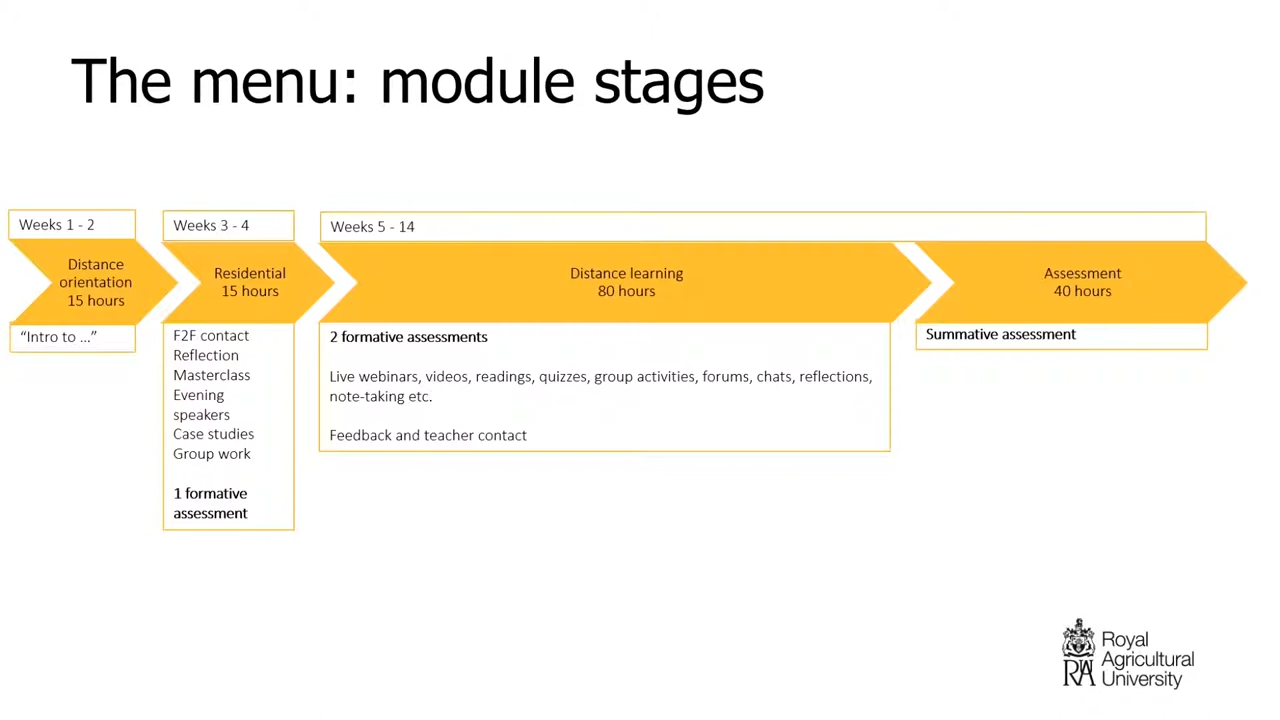 The menu: module stages
Weeks 1 - 2
Distance
orientation
15 hours
“Intro to ...”
Weeks 3 - 4
Residential
15 hours
F2F contact
Reflection
Masterclass
Evening
speakers
Case studies
Group work
1 formative
assessment
Weeks 5 - 14
Distance learning
80 hours
2 formative assessments
Live webinars, videos, readings, quizzes, group activities, forums, chats, reflections,
note-taking etc.
Feedback and teacher contact
Assessment
40 hours
Summative assessment
RAU
Royal
Agricultural
University